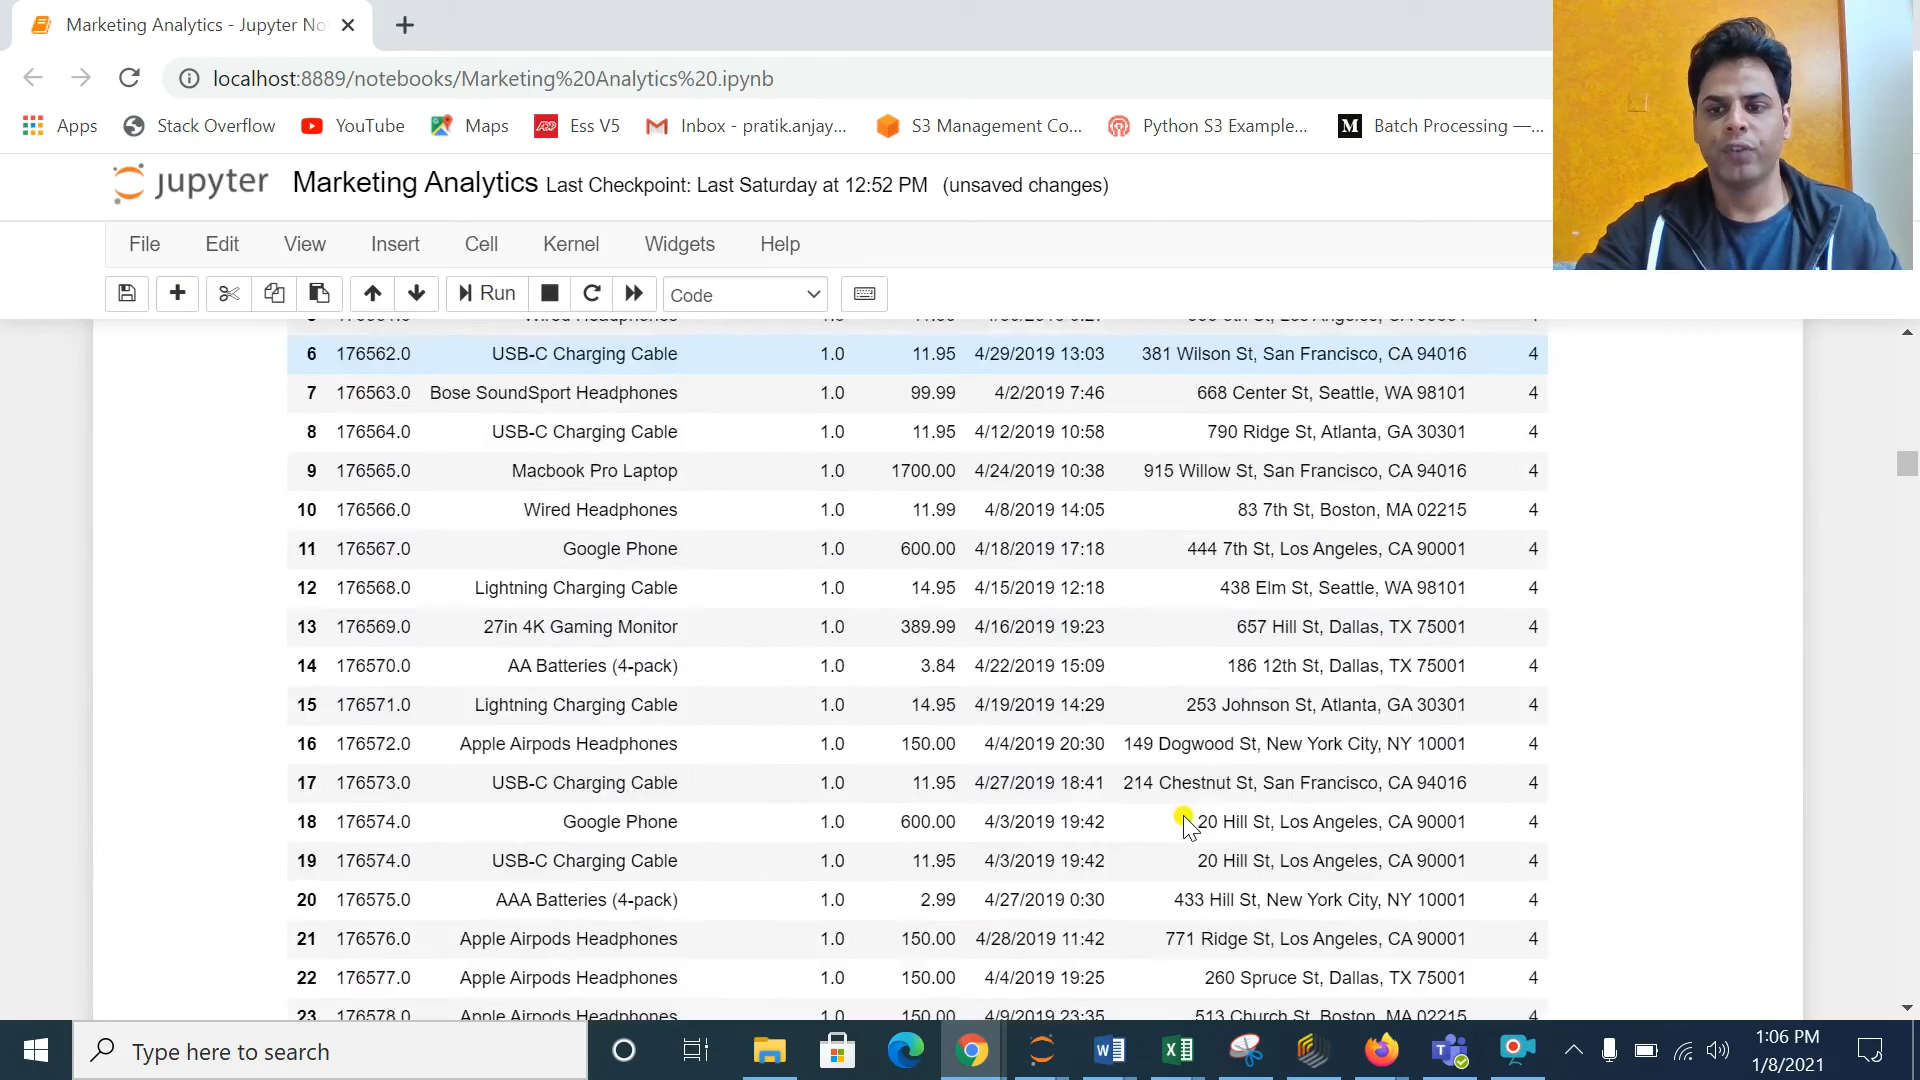 Marketing Analytics - Jupyter No
localhost:8889/notebooks/Marketing%20Analytics%20.ipynb
Apps Stack Overflow YouTube Maps Ess V5 Inbox - pratik.anjay... S3 Management Co... Python S3 Example... Batch Processing —...
jupyter Marketing Analytics Last Checkpoint: Last Saturday at 12:52 PM (unsaved changes)
File Edit View Insert Cell Kernel Widgets Help
Run Code
6 176562.0 USB-C Charging Cable 1.0 11.95 4/29/2019 13:03 381 Wilson St, San Francisco, CA 94016 4
7 176563.0 Bose SoundSport Headphones 1.0 99.99 4/2/2019 7:46 668 Center St, Seattle, WA 98101 4
8 176564.0 USB-C Charging Cable 1.0 11.95 4/12/2019 10:58 790 Ridge St, Atlanta, GA 30301 4
9 176565.0 Macbook Pro Laptop 1.0 1700.00 4/24/2019 10:38 915 Willow St, San Francisco, CA 94016 4
10 176566.0 Wired Headphones 1.0 11.99 4/8/2019 14:05 83 7th St, Boston, MA 02215 4
11 176567.0 Google Phone 1.0 600.00 4/18/2019 17:18 444 7th St, Los Angeles, CA 90001 4
12 176568.0 Lightning Charging Cable 1.0 14.95 4/15/2019 12:18 438 Elm St, Seattle, WA 98101 4
13 176569.0 27in 4K Gaming Monitor 1.0 389.99 4/16/2019 19:23 657 Hill St, Dallas, TX 75001 4
14 176570.0 AA Batteries (4-pack) 1.0 3.84 4/22/2019 15:09 186 12th St, Dallas, TX 75001 4
15 176571.0 Lightning Charging Cable 1.0 14.95 4/19/2019 14:29 253 Johnson St, Atlanta, GA 30301 4
16 176572.0 Apple Airpods Headphones 1.0 150.00 4/4/2019 20:30 149 Dogwood St, New York City, NY 10001 4
17 176573.0 USB-C Charging Cable 1.0 11.95 4/27/2019 18:41 214 Chestnut St, San Francisco, CA 94016 4
18 176574.0 Google Phone 1.0 600.00 4/3/2019 19:42 20 Hill St, Los Angeles, CA 90001 4
19 176574.0 USB-C Charging Cable 1.0 11.95 4/3/2019 19:42 20 Hill St, Los Angeles, CA 90001 4
20 176575.0 AAA Batteries (4-pack) 1.0 2.99 4/27/2019 0:30 433 Hill St, New York City, NY 10001 4
21 176576.0 Apple Airpods Headphones 1.0 150.00 4/28/2019 11:42 771 Ridge St, Los Angeles, CA 90001 4
22 176577.0 Apple Airpods Headphones 1.0 150.00 4/4/2019 19:25 260 Spruce St, Dallas, TX 75001 4
23 176578.0 Apple Airpods Headphones 1.0 150.00 4/9/2019 23:35 513 Church St, Boston, MA 02215 4
Type here to search
1:06 PM
1/8/2021